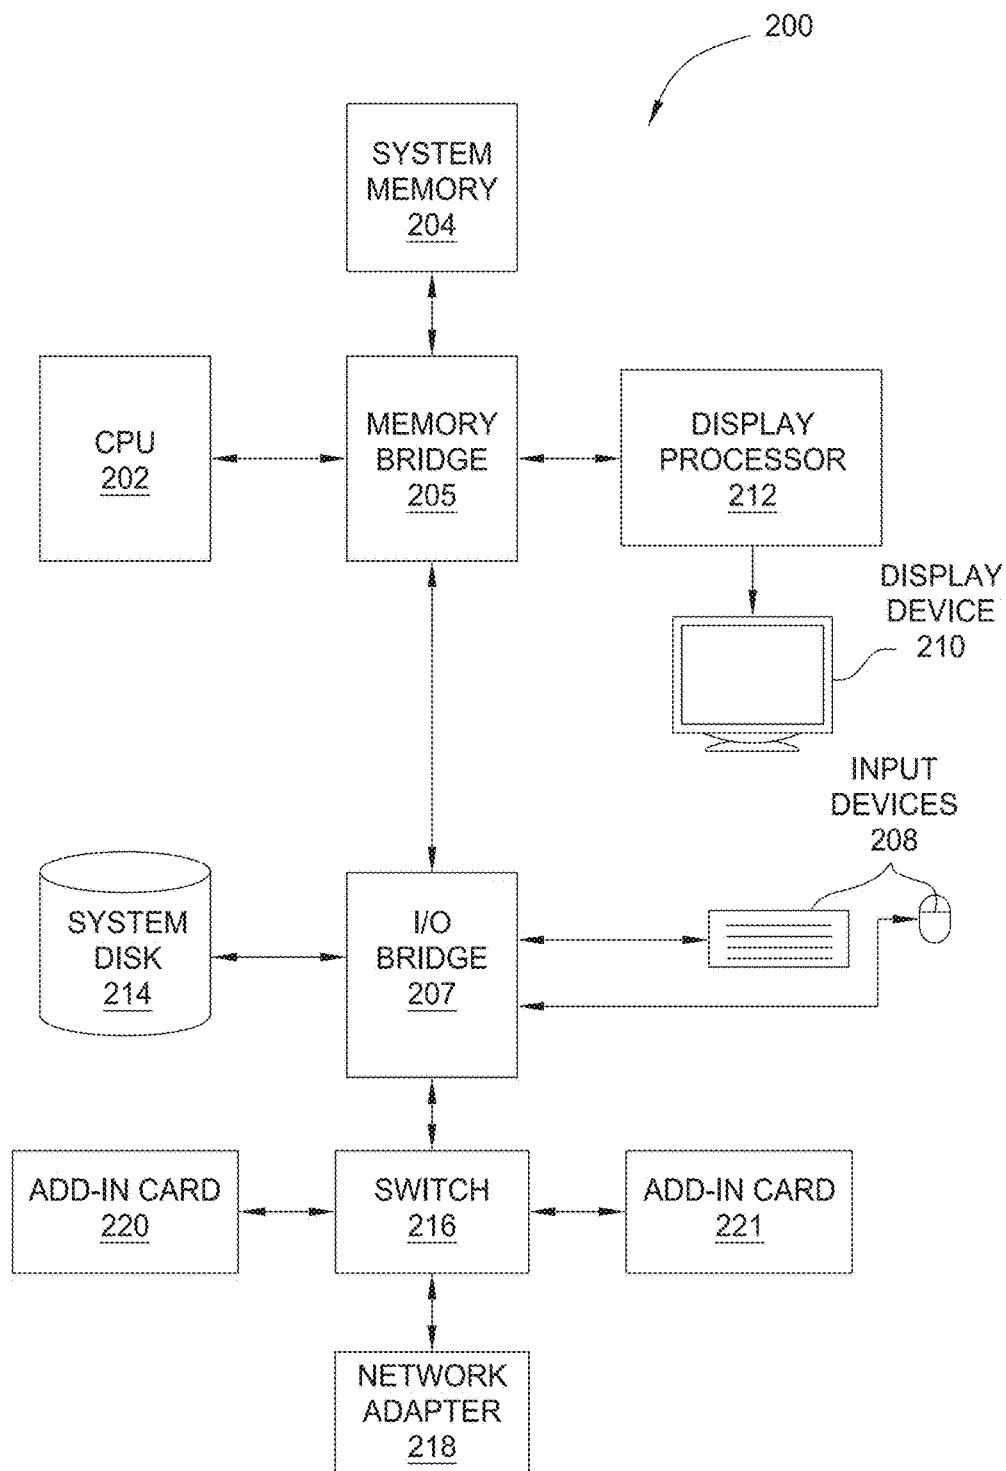 200
SYSTEM
MEMORY
204
CPU
202
MEMORY
BRIDGE
205
DISPLAY
PROCESSOR
212
DISPLAY
DEVICE
210
INPUT
DEVICES
208
SYSTEM
DISK
214
I/O
BRIDGE
207
ADD-IN CARD
220
SWITCH
216
ADD-IN CARD
221
NETWORK
ADAPTER
218